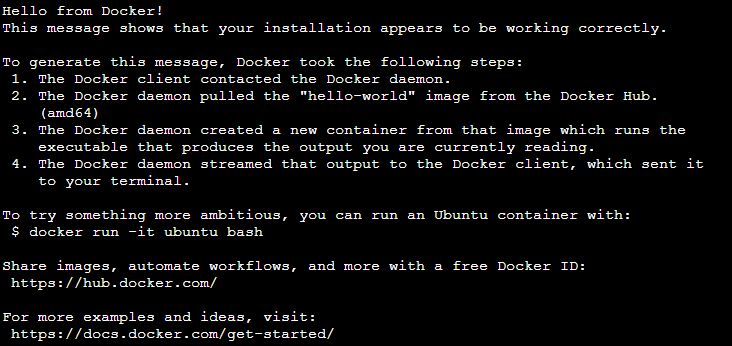 Hello from Docker!
This message shows that your installation appears to be working correctly.
To generate this message, Docker took the following steps:
1. The Docker client contacted the Docker daemon.
2. The Docker daemon pulled the "hello-world" image from the Docker Hub.
(amd64)
3. The Docker daemon created a new container from that image which runs the
executable that produces the output you are currently reading.
4. The Docker daemon streamed that output to the Docker client, which sent it
to your terminal.
To try something more ambitious, you can run an Ubuntu container with:
$ docker run -it ubuntu bash
Share images, automate workflows, and more with a free Docker ID:
https://hub.docker.com/
For more examples and ideas, visit:
https://docs.docker.com/get-started/